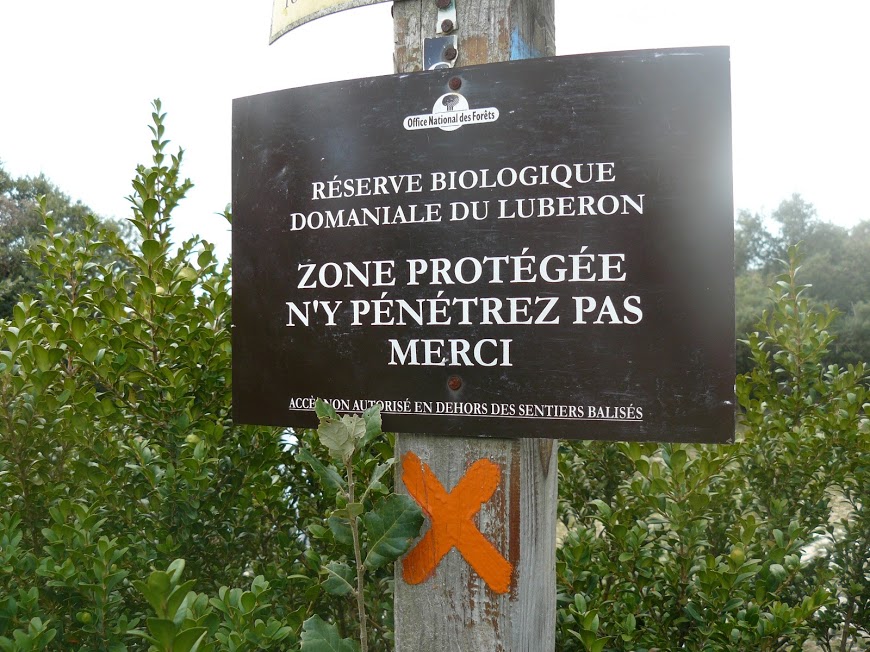 Office National des Forêts
RÉSERVE BIOLOGIQUE
DOMANIALE DU LUBERON
ZONE PROTÉGÉE
N'Y PÉNÉTREZ PAS
MERCI
ACCÈS NON AUTORISÉ EN DEHORS DES SENTIERS BALISÉS